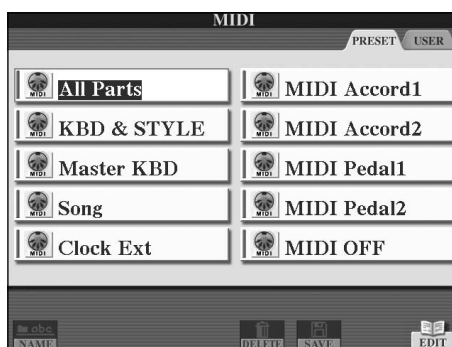 MIDI
PRESET USER
All Parts
KBD & STYLE
Master KBD
Song
Clock Ext
MIDI Accord1
MIDI Accord2
MIDI Pedal1
MIDI Pedal2
MIDI OFF
abc
NAME DELETE SAVE EDIT